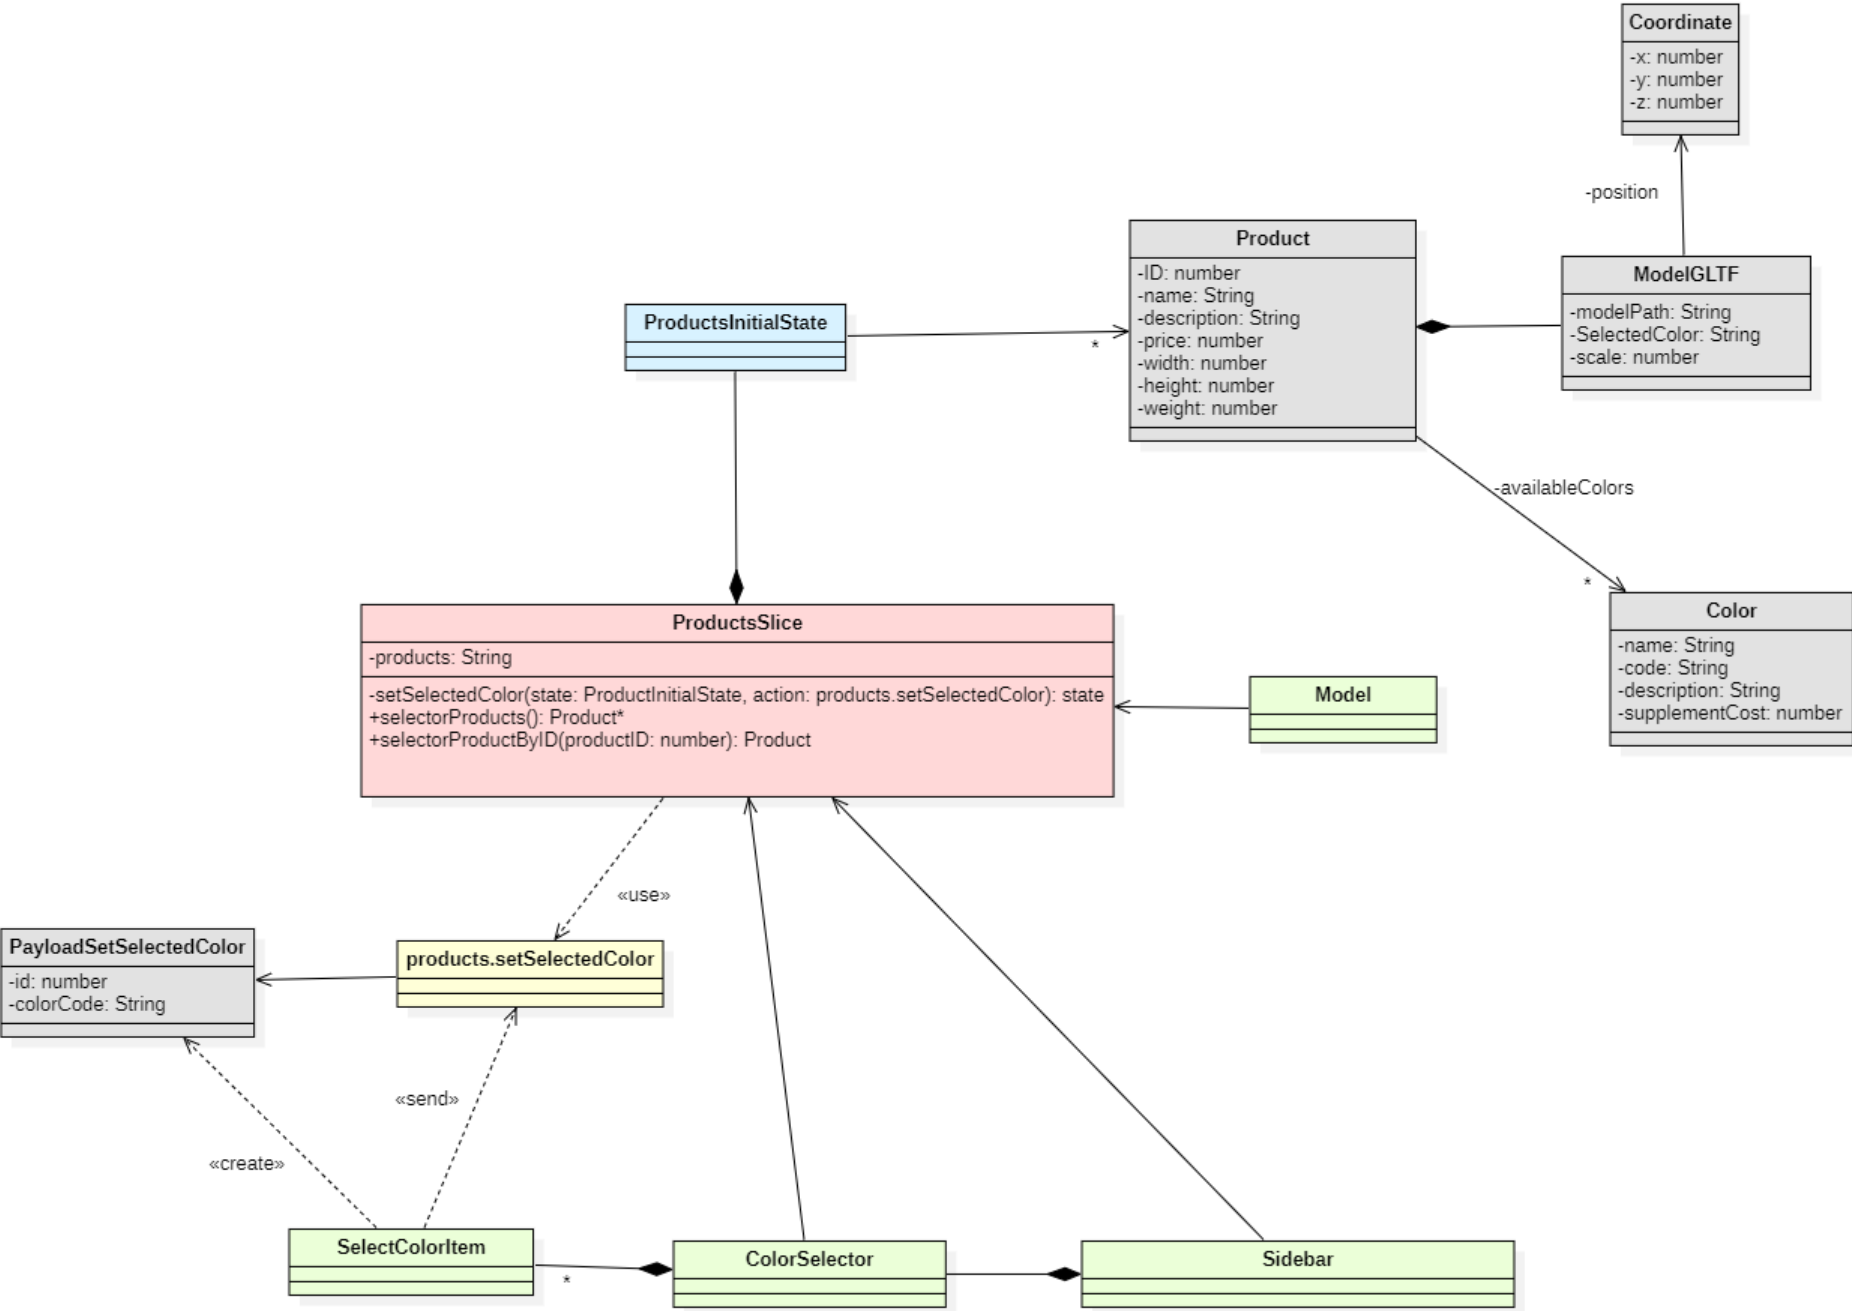 Coordinate
-x: number
-y: number
-z: number
-position
Product
-ID: number
-name: String
-description: String
-price: number
-width: number
-height: number
-weight: number
ModelGLTF
-modelPath: String
-SelectedColor: String
-scale: number
ProductsInitialState
*
-availableColors
*
Color
-name: String
-code: String
-description: String
-supplementCost: number
ProductsSlice
-products: String
-setSelectedColor(state: ProductInitialState, action: products.setSelectedColor): state
+selectorProducts(): Product*
+selectorProductByID(productID: number): Product
Model
«use»
PayloadSetSelectedColor
-id: number
-colorCode: String
products.setSelectedColor
«send»
«create»
SelectColorItem
*
ColorSelector
Sidebar